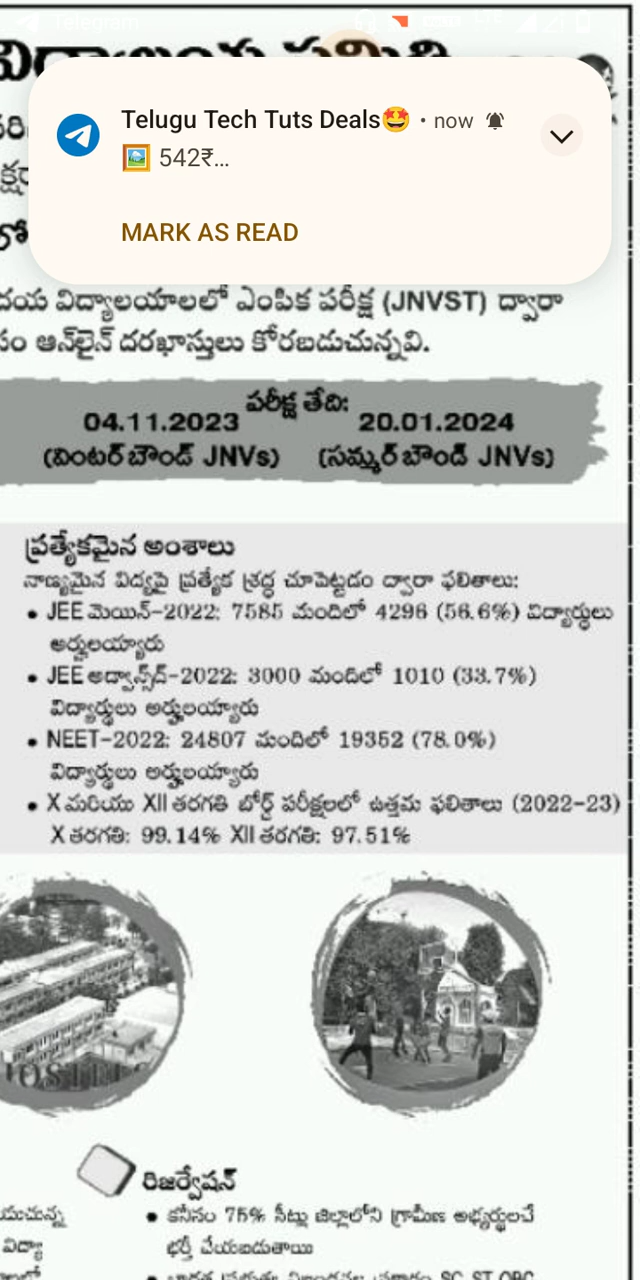 Telegram
విద్యాలయ సమితి
Telugu Tech Tuts Deals🤩 • now
🖼️ 542₹...
MARK AS READ
దయ విద్యాలయాలలో ఎంపిక పరీక్ష (JNVST) ద్వారా
సం ఆన్‌లైన్ దరఖాస్తులు కోరబడుచున్నవి.
పరీక్ష తేది:
04.11.2023 20.01.2024
(వింటర్ బౌండ్ JNVs) (సమ్మర్ బౌండ్ JNVs)
ప్రత్యేకమైన అంశాలు
నాణ్యమైన విద్యపై ప్రత్యేక శ్రద్ధ చూపెట్టడం ద్వారా ఫలితాలు:
• JEE మెయిన్-2022: 7585 మందిలో 4296 (56.6%) విద్యార్థులు
అర్హులయ్యారు
• JEE అడ్వాన్స్‌డ్-2022: 3000 మందిలో 1010 (33.7%)
విద్యార్థులు అర్హులయ్యారు
• NEET-2022: 24807 మందిలో 19352 (78.0%)
విద్యార్థులు అర్హులయ్యారు
• X మరియు XII తరగతి బోర్డ్ పరీక్షలలో ఉత్తమ ఫలితాలు (2022-23)
X తరగతి: 99.14% XII తరగతి: 97.51%
రిజర్వేషన్
యచున్న
విద్యా
• కనీసం 75% సీట్లు జిల్లాలోని గ్రామీణ అభ్యర్థులచే
భర్తీ చేయబడుతాయి